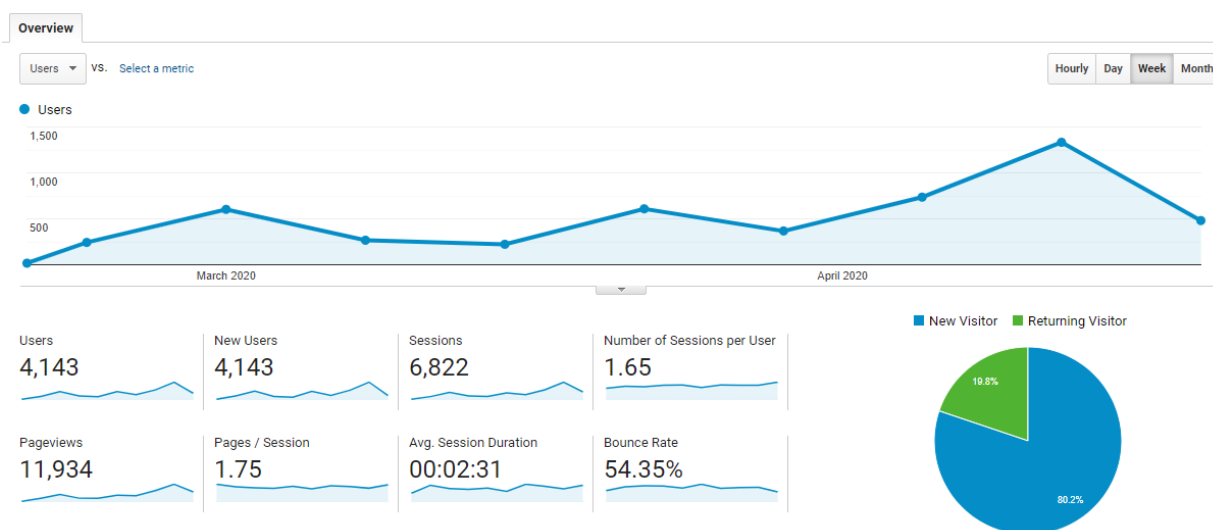 Overview
Users VS. Select a metric
Hourly Day Week Month
Users
1,500
1,000
500
March 2020 April 2020
New Visitor Returning Visitor
Users New Users Sessions Number of Sessions per User
4,143 4,143 6,822 1.65
Pageviews Pages / Session Avg. Session Duration Bounce Rate
11,934 1.75 00:02:31 54.35%
19.8%
80.2%